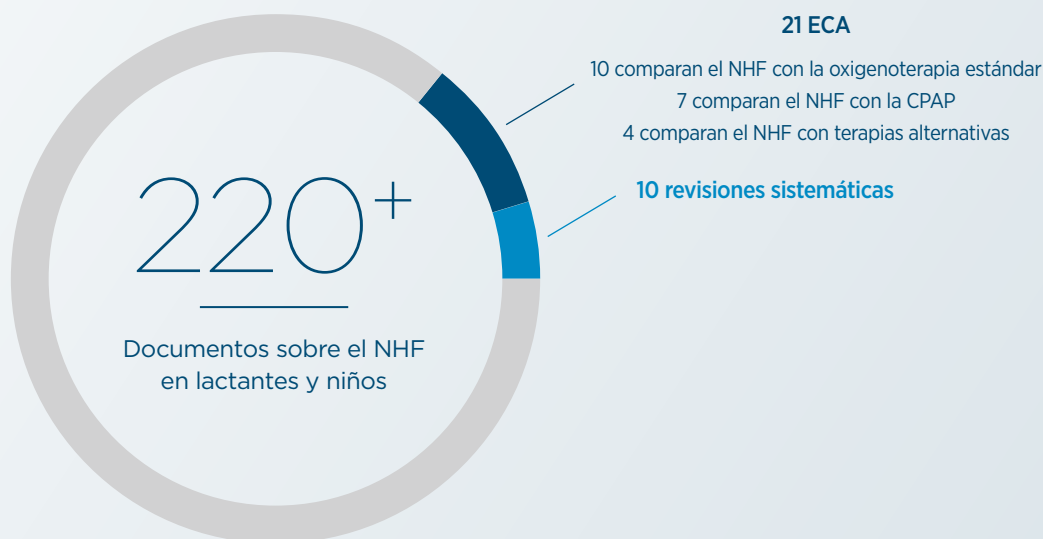 21 ECA
10 comparan el NHF con la oxigenoterapia estándar
7 comparan el NHF con la CPAP
4 comparan el NHF con terapias alternativas
10 revisiones sistemáticas
220+
Documentos sobre el NHF
en lactantes y niños